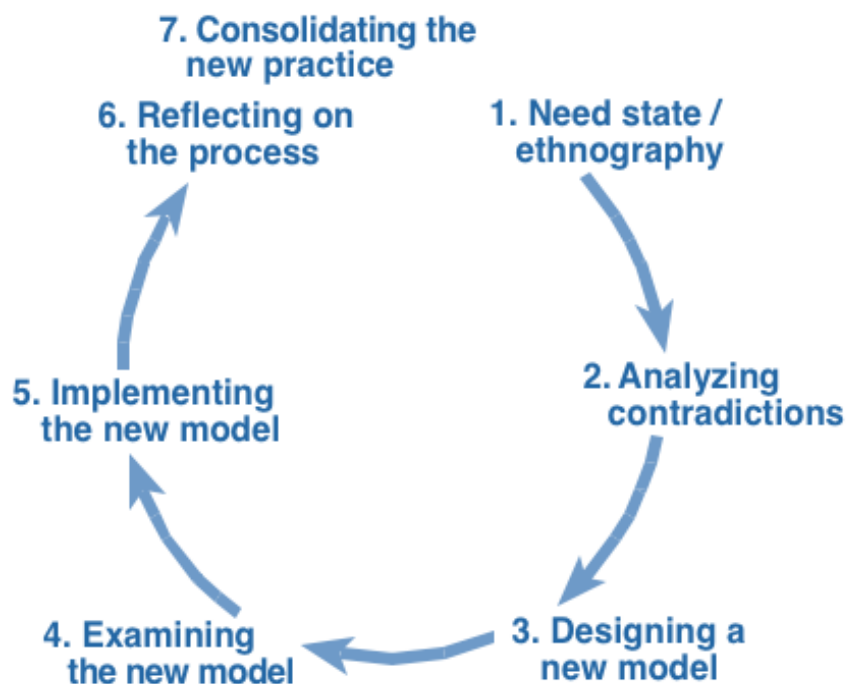 7. Consolidating the
new practice
6. Reflecting on
the process
1. Need state /
ethnography
2. Analyzing
contradictions
3. Designing a
new model
4. Examining
the new model
5. Implementing
the new model